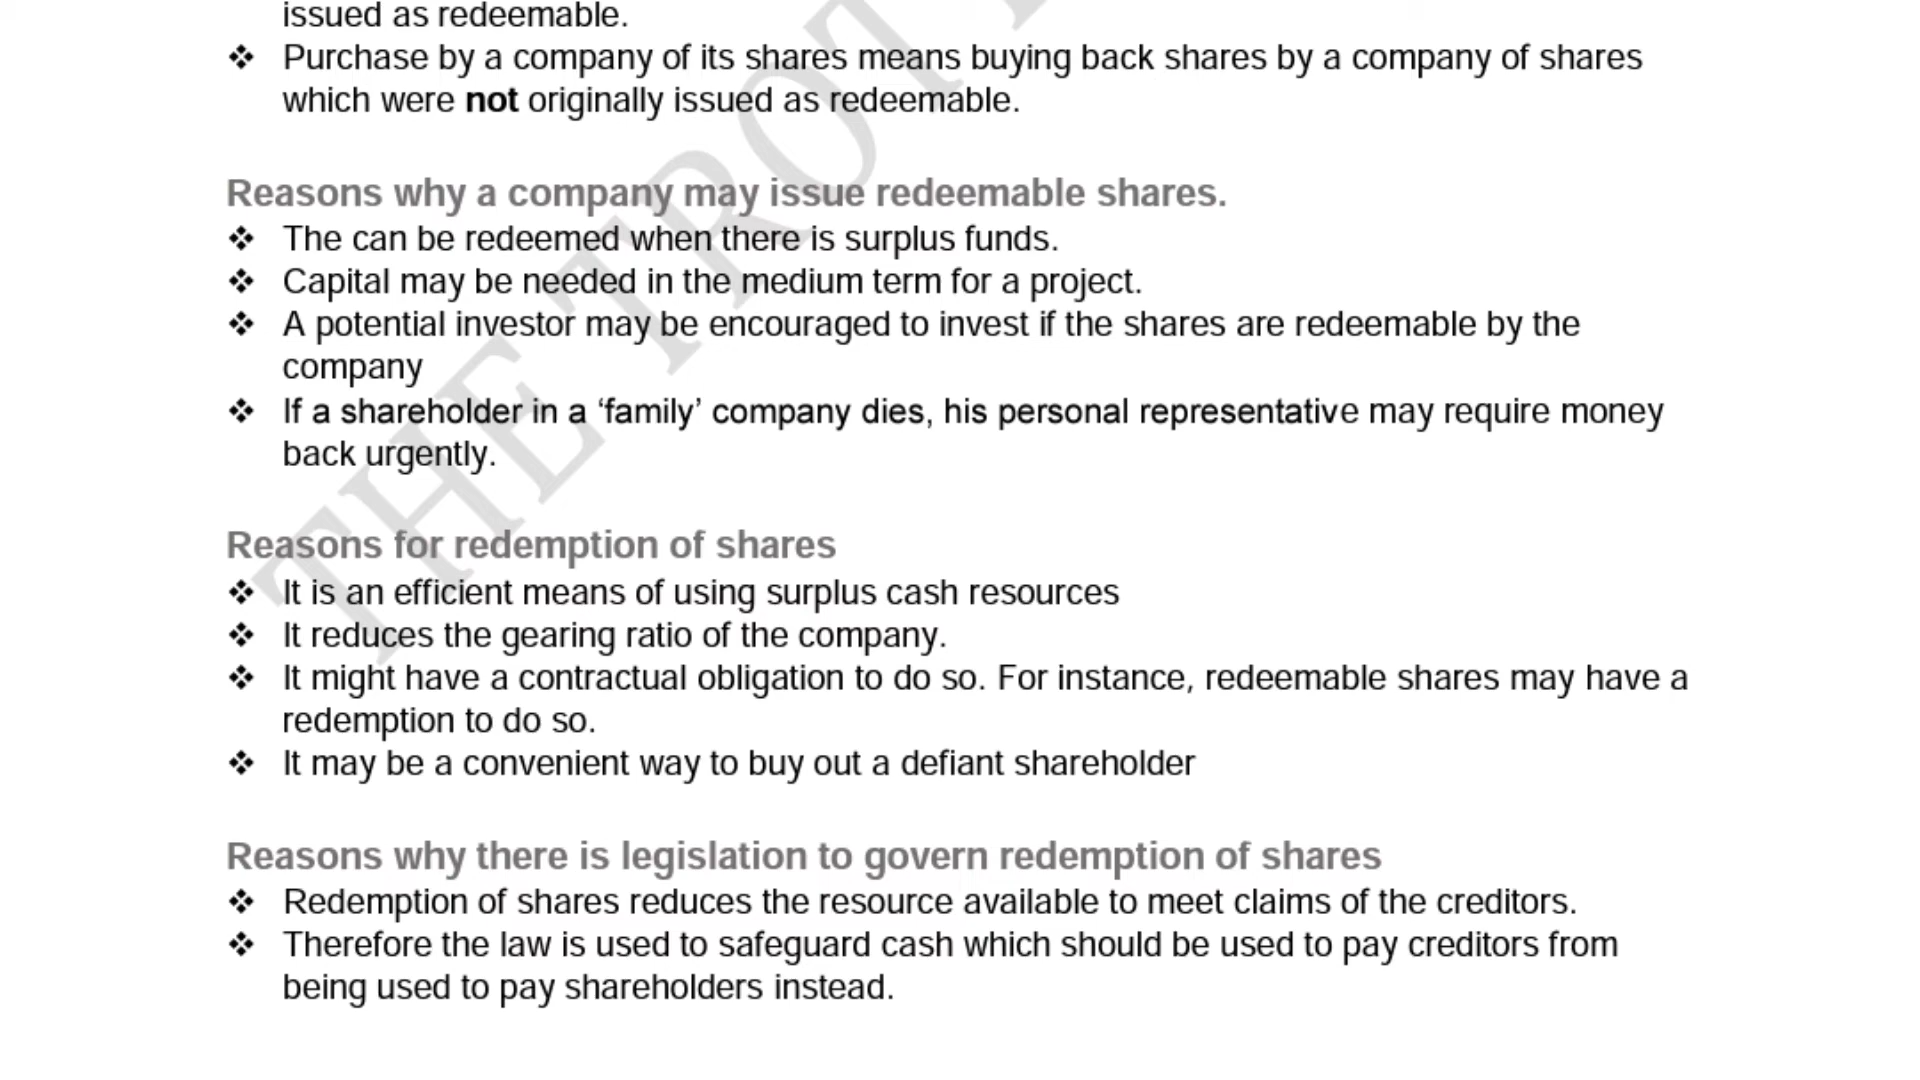 issued as redeemable.
❖ Purchase by a company of its shares means buying back shares by a company of shares
which were not originally issued as redeemable.
Reasons why a company may issue redeemable shares.
❖ The can be redeemed when there is surplus funds.
❖ Capital may be needed in the medium term for a project.
❖ A potential investor may be encouraged to invest if the shares are redeemable by the
company
❖ If a shareholder in a ‘family’ company dies, his personal representative may require money
back urgently.
Reasons for redemption of shares
❖ It is an efficient means of using surplus cash resources
❖ It reduces the gearing ratio of the company.
❖ It might have a contractual obligation to do so. For instance, redeemable shares may have a
redemption to do so.
❖ It may be a convenient way to buy out a defiant shareholder
Reasons why there is legislation to govern redemption of shares
❖ Redemption of shares reduces the resource available to meet claims of the creditors.
❖ Therefore the law is used to safeguard cash which should be used to pay creditors from
being used to pay shareholders instead.
THE TROT